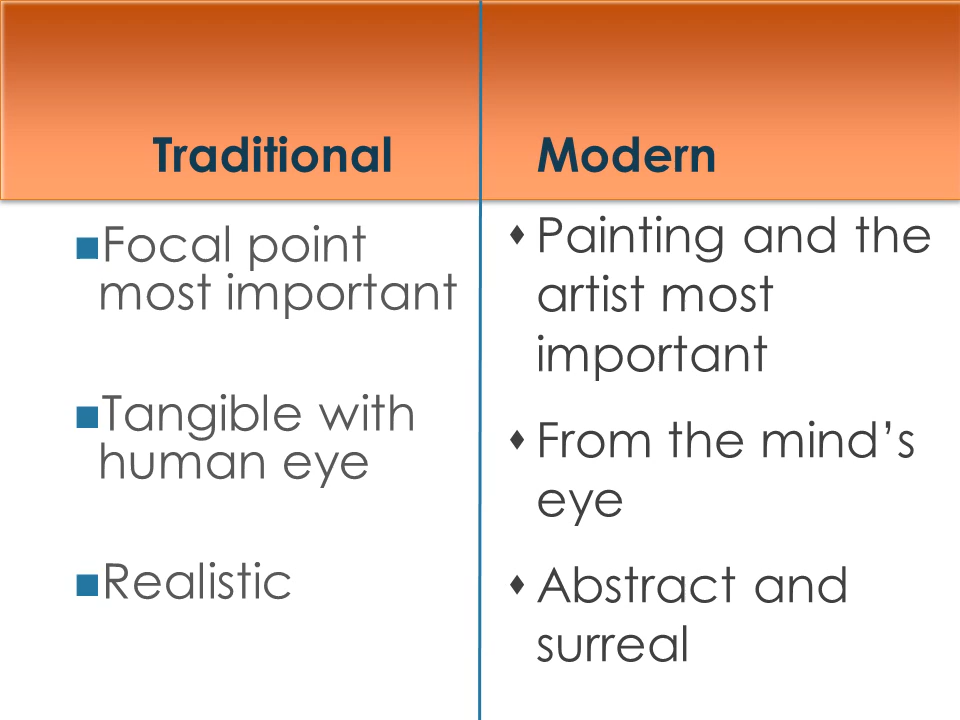 Traditional
■Focal point
most important
■Tangible with
human eye
■Realistic
Modern
♦Painting and the
artist most
important
♦From the mind’s
eye
♦Abstract and
surreal